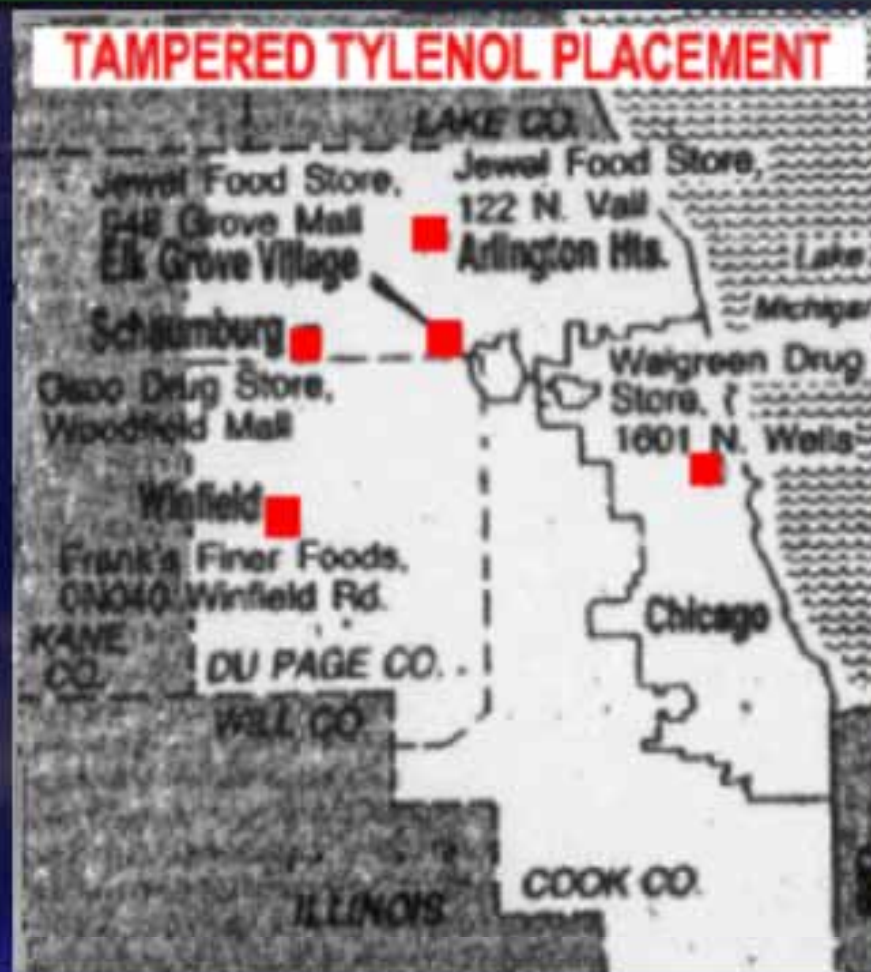 TAMPERED TYLENOL PLACEMENT
LAKE CO.
Jewel Food Store,
948 Grove Mall
Elk Grove Village
Jewel Food Store,
122 N. Vail
Arlington Hts.
Lake
Michigan
Schaumburg
Osco Drug Store,
Woodfield Mall
Walgreen Drug
Store,
1601 N. Wells
Winfield
Frank's Finer Foods,
0N040 Winfield Rd.
KANE
CO.
DU PAGE CO.
WILL CO
Chicago
COOK CO.
ILLINOIS